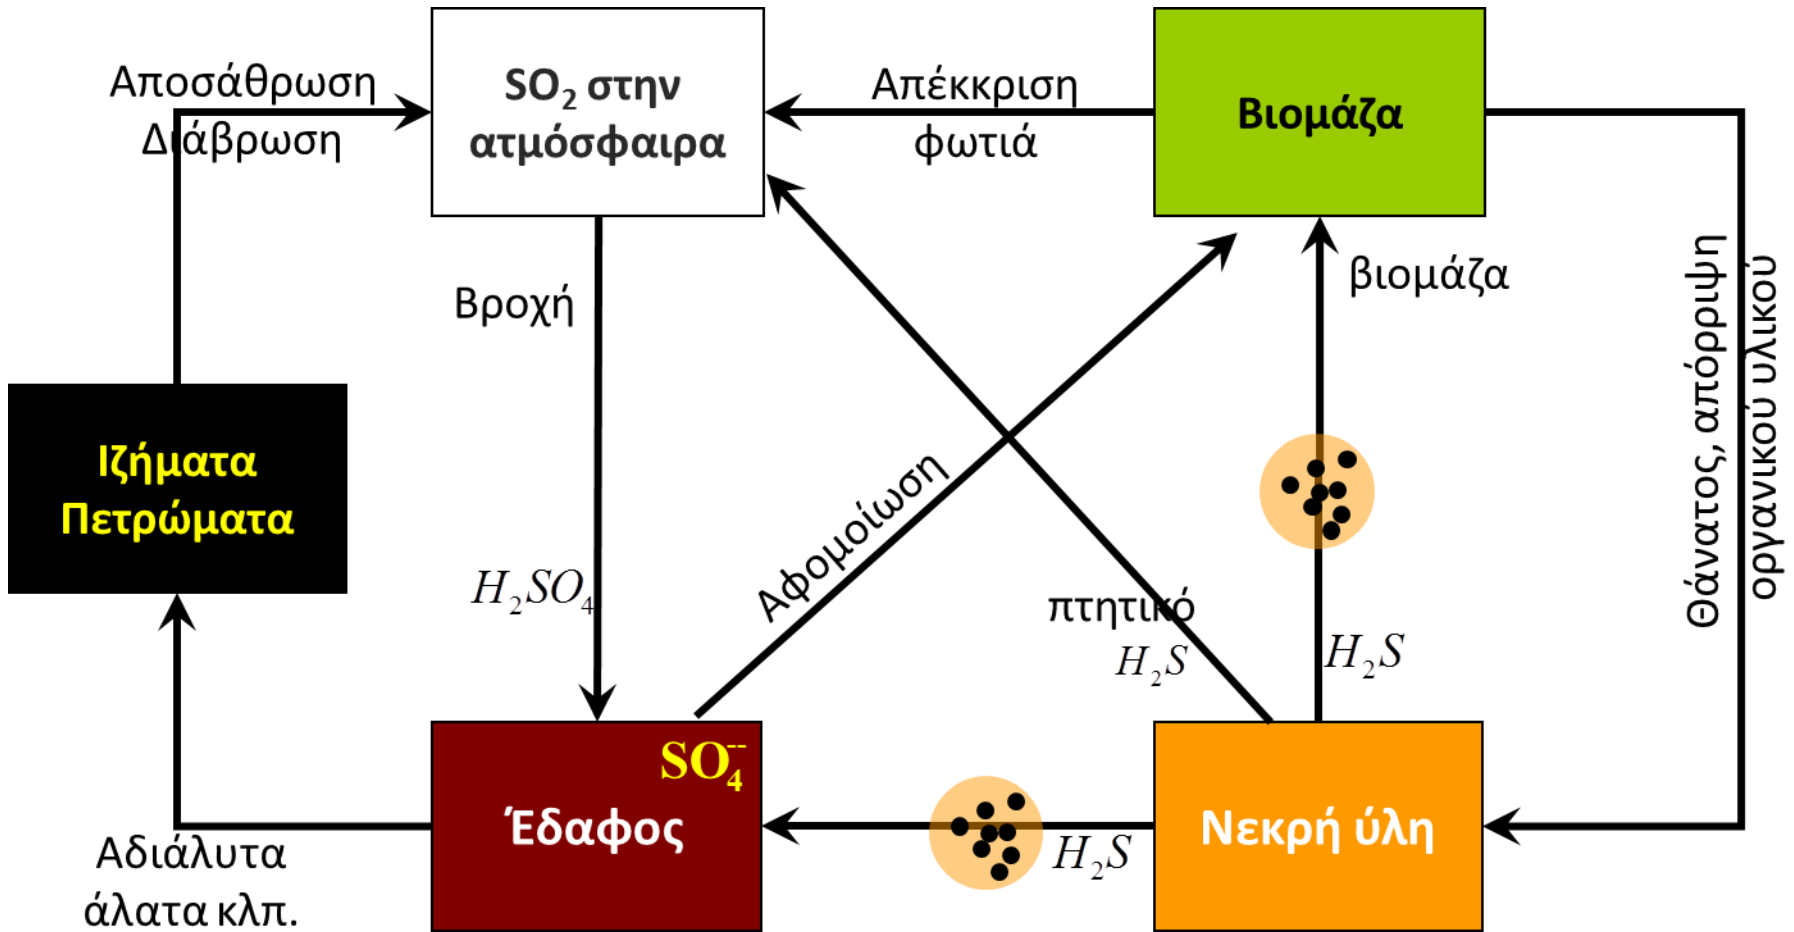 Αποσάθρωση
Διάβρωση
SO₂ στην
ατμόσφαιρα
Απέκκριση
φωτιά
Βιομάζα
Βροχή
βιομάζα
Θάνατος, απόρριψη
οργανικού υλικού
Ιζήματα
Πετρώματα
Αφομοίωση
H₂SO₄
πτητικό
H₂S
H₂S
SO₄⁻⁻
Έδαφος
H₂S
Νεκρή ύλη
Αδιάλυτα
άλατα κλπ.